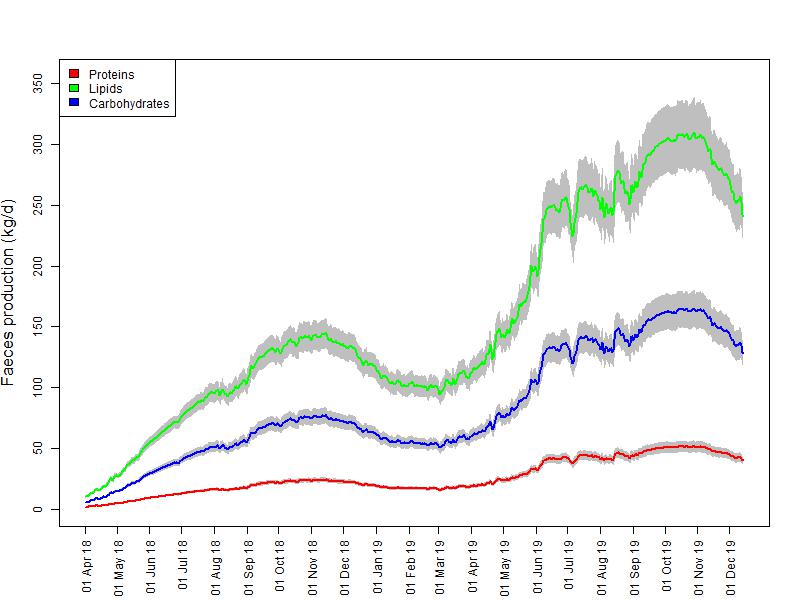 Proteins
Lipids
Carbohydrates
Faeces production (kg/d)
350
300
250
200
150
100
50
0
01 Apr 18
01 May 18
01 Jun 18
01 Jul 18
01 Aug 18
01 Sep 18
01 Oct 18
01 Nov 18
01 Dec 18
01 Jan 19
01 Feb 19
01 Mar 19
01 Apr 19
01 May 19
01 Jun 19
01 Jul 19
01 Aug 19
01 Sep 19
01 Oct 19
01 Nov 19
01 Dec 19